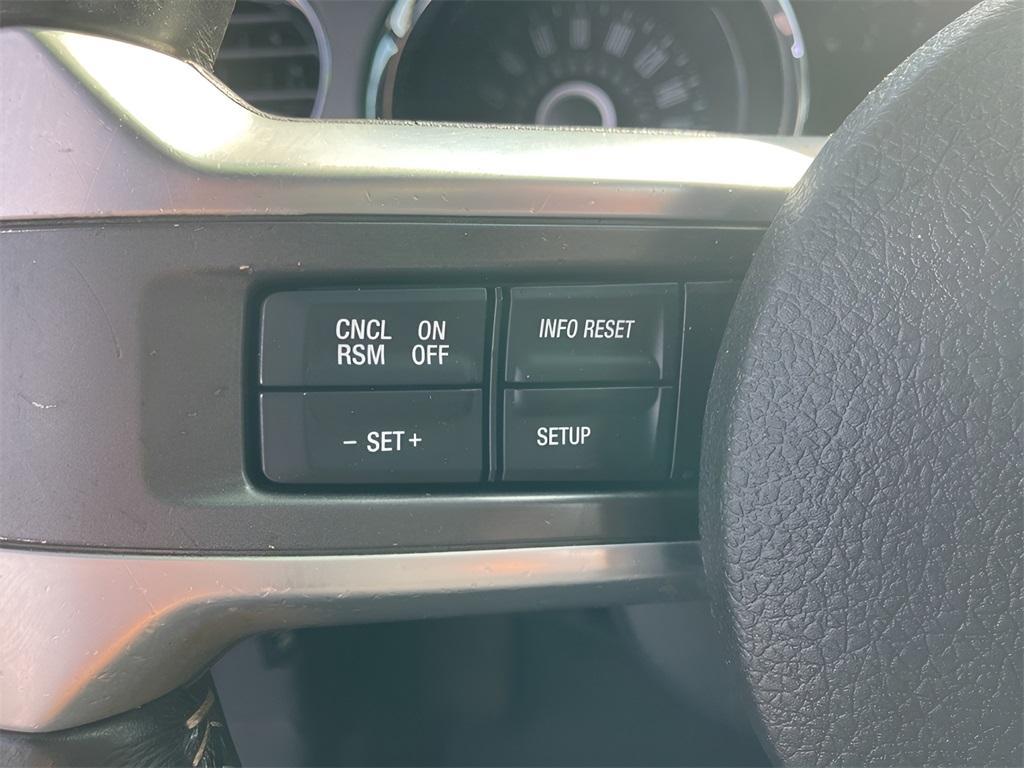 CNCL ON
RSM OFF
INFO RESET
- SET +
SETUP